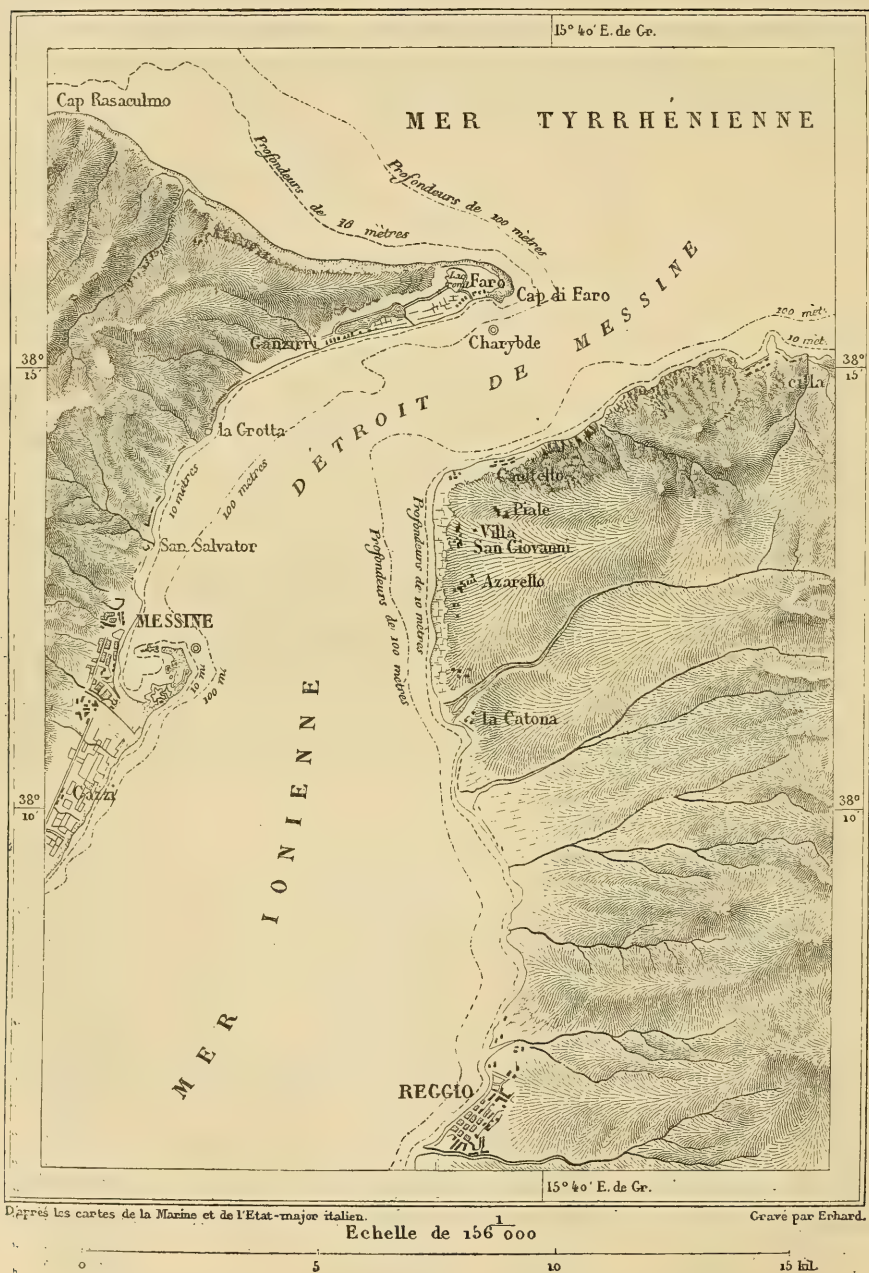 15° 40' E. de Gr.
Cap Rasaculmo
MER TYRRHÉNIENNE
Profondeurs de 18 mètres
Profondeurs de 100 mètres
Faro
Cap di Faro
Ganzirri
Charybde
DÉTROIT DE MESSINE
100 mèt.
10 met.
38°
15'
38°
15'
Scilla
la Grotta
10 mètres
100 mètres
Canitello
Piale
Villa
San Giovanni
San Salvator
Azarello
Profondeurs de 10 mètres
Profondeurs de 100 mètres
MESSINE
10 m.
100 m.
la Catona
MER IONIENNE
Gazzi
38°
10'
38°
10'
REGGIO
15° 40' E. de Gr.
D'après les cartes de la Marine et de l'Etat-major italien.
Gravé par Erhard.
Echelle de 1/156 000
0 5 10 15 kil.